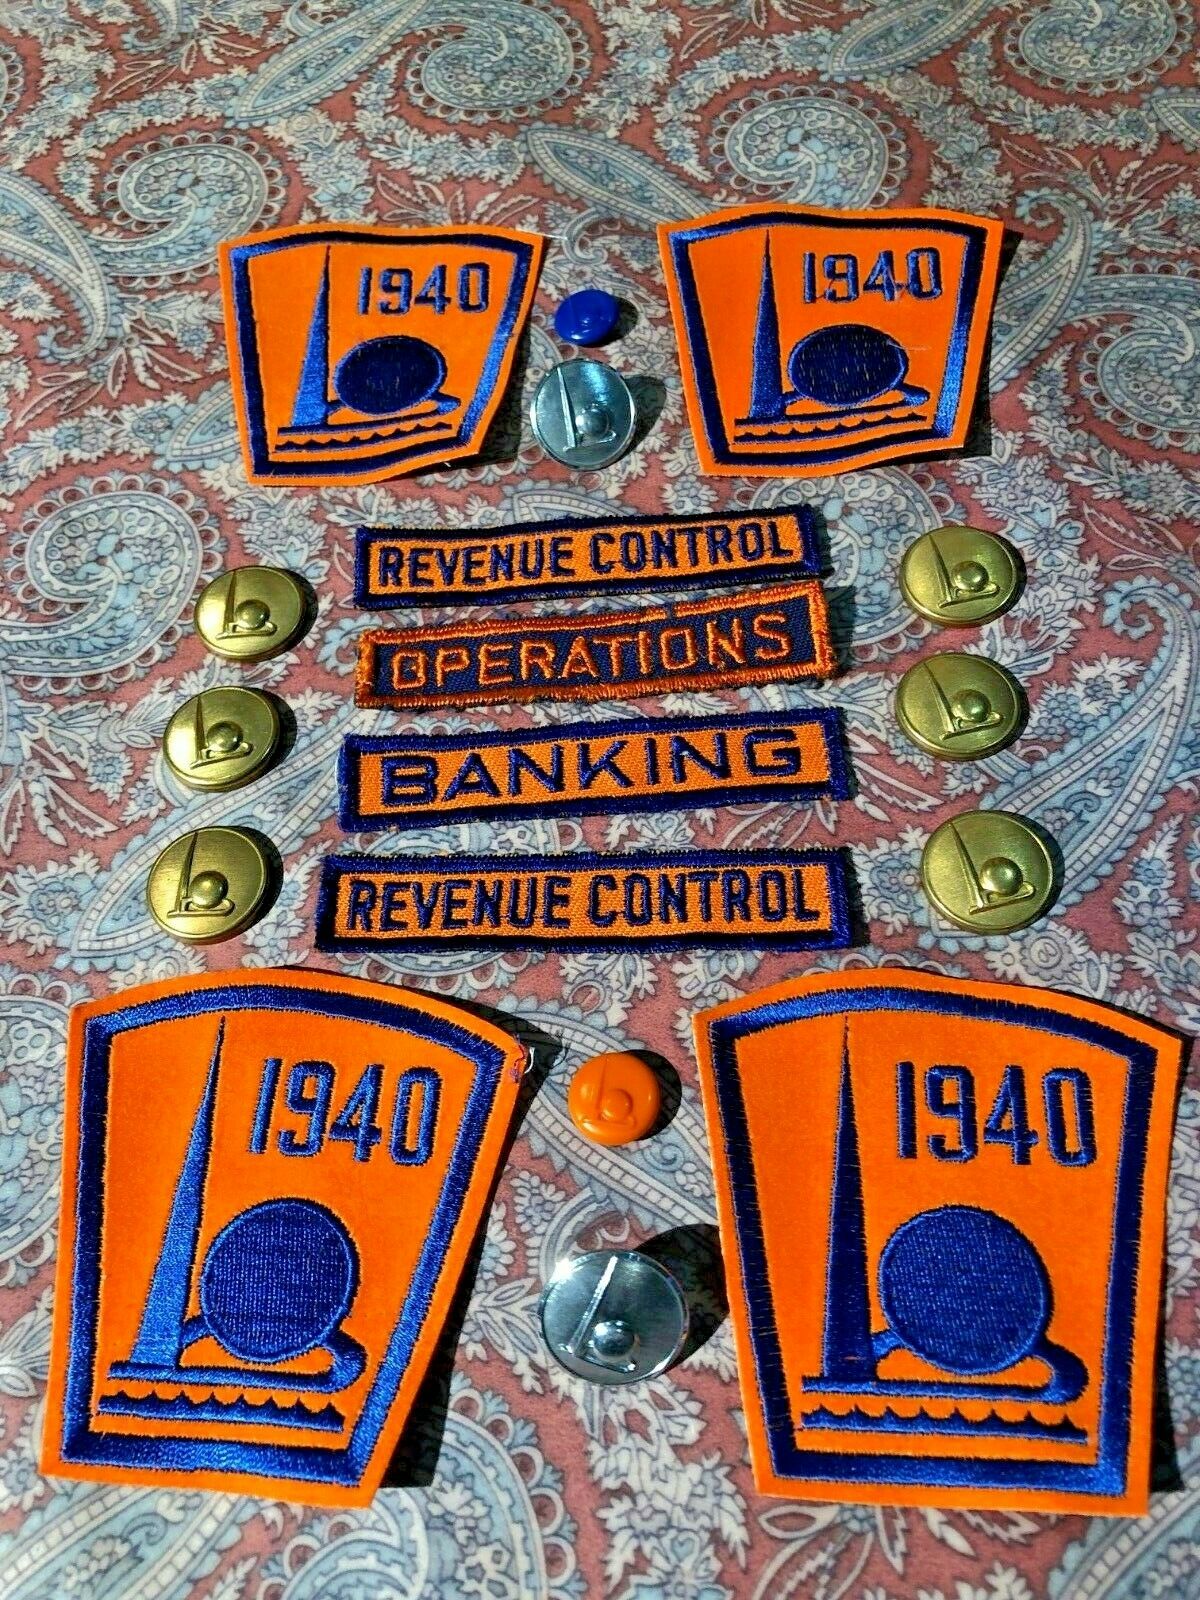 1940
1940
REVENUE CONTROL
OPERATIONS
BANKING
REVENUE CONTROL
1940
1940